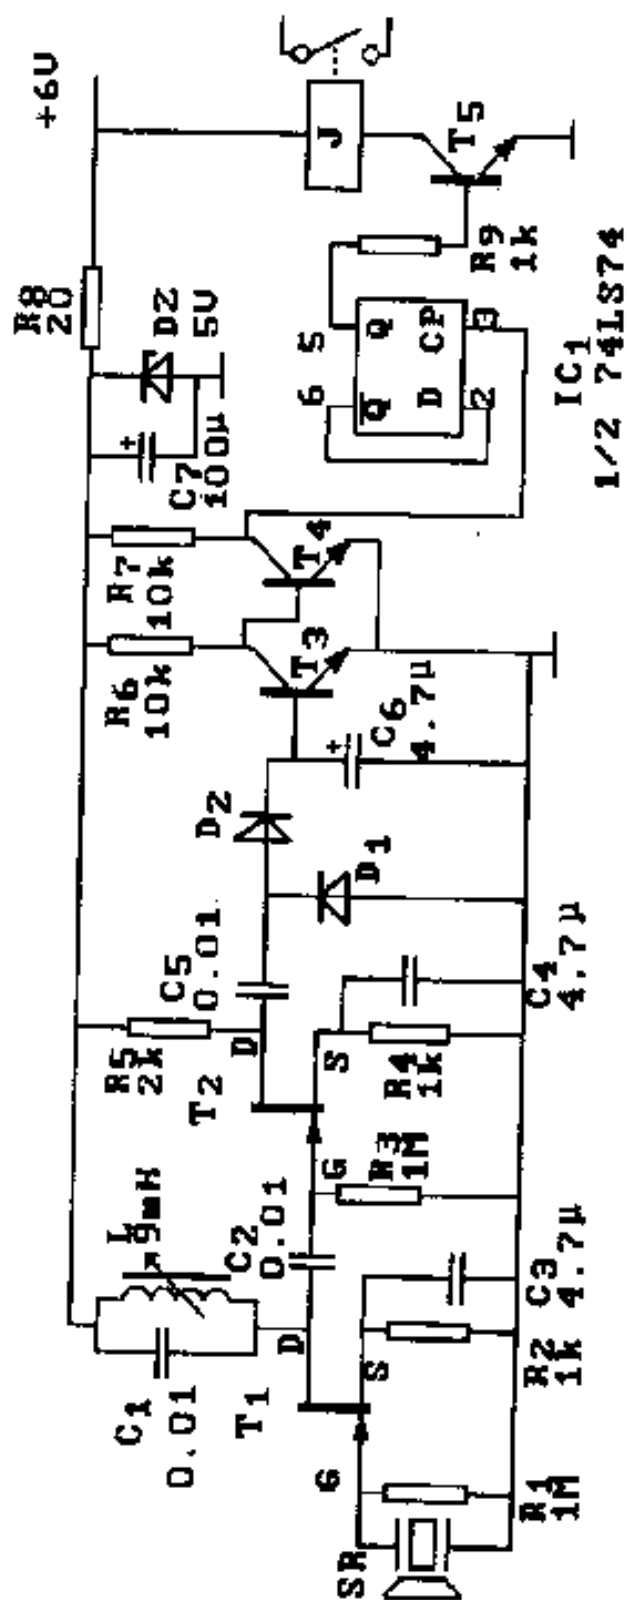 C1
0.01
L
9mH
R5
2k
R6
10k
R7
10k
C7
100μ
DZ
5V
R8
20
+6V
T1
C2
0.01
T2
C5
0.01
D2
D1
T3
T4
+
+
D
G
S
D
G
S
SR
R1
1M
R2
1k
C3
4.7μ
R3
1M
R4
1k
C4
4.7μ
C6
4.7μ
6
5
Q̅
Q
D
CP
2
3
R9
1k
J
T5
IC1
1/2 74LS74